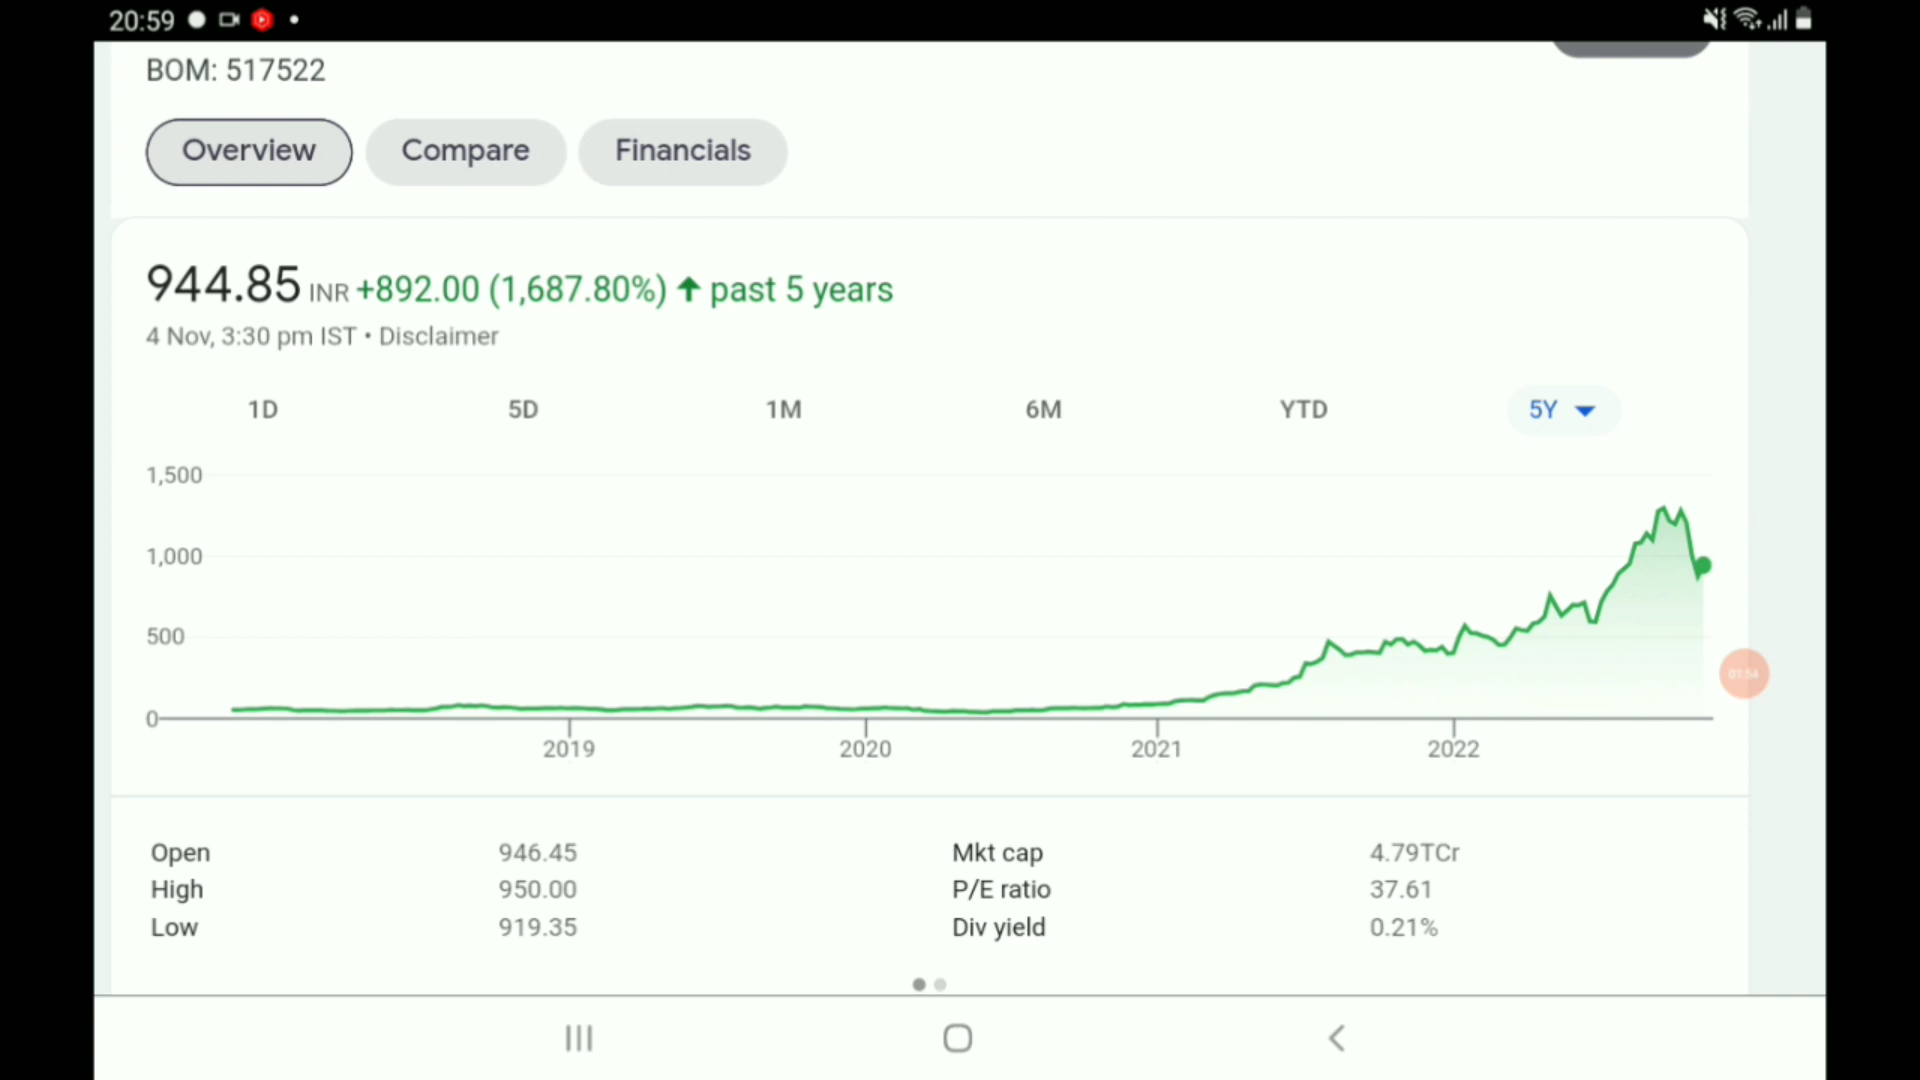 20:59
BOM: 517522
Overview Compare Financials
944.85 INR +892.00 (1,687.80%) ↑ past 5 years
4 Nov, 3:30 pm IST • Disclaimer
1D 5D 1M 6M YTD 5Y
1,500
1,000
500
01:54
0
2019 2020 2021 2022
Open 946.45 Mkt cap 4.79TCr
High 950.00 P/E ratio 37.61
Low 919.35 Div yield 0.21%